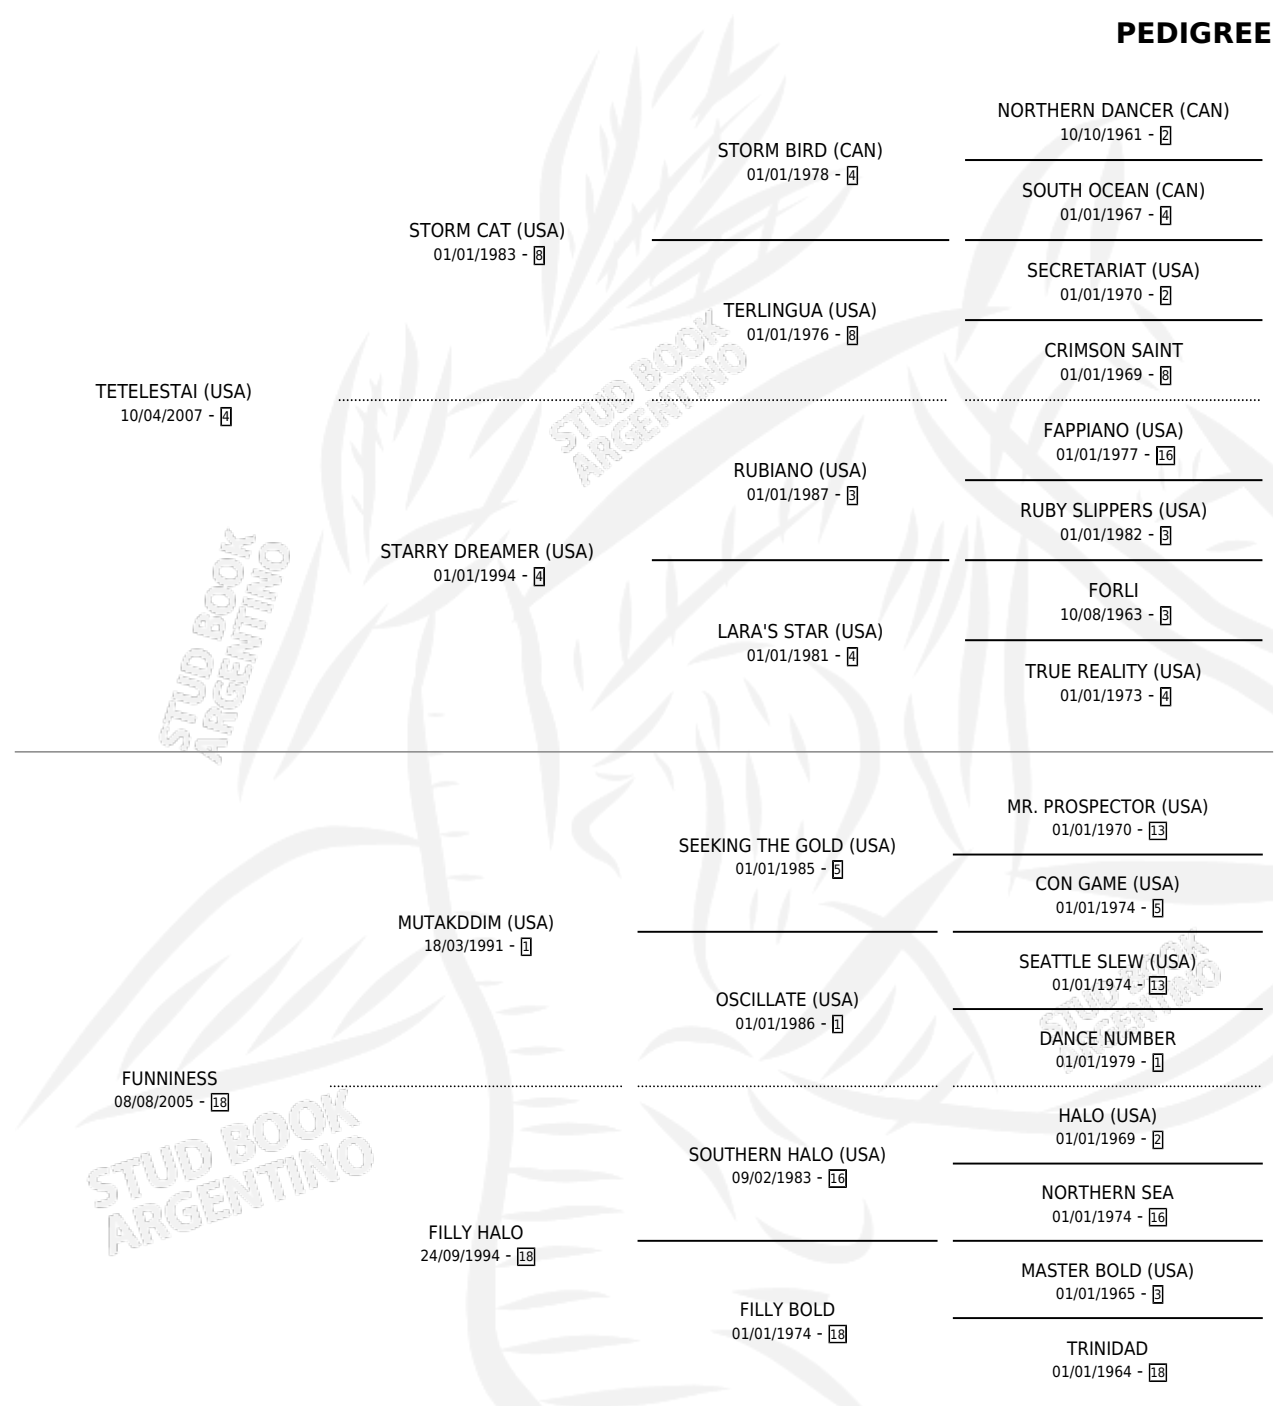 PEDIGREE
NORTHERN DANCER (CAN)
10/10/1961 - 2
STORM BIRD (CAN)
01/01/1978 - 4
SOUTH OCEAN (CAN)
01/01/1967 - 4
STORM CAT (USA)
01/01/1983 - 8
SECRETARIAT (USA)
01/01/1970 - 2
TERLINGUA (USA)
01/01/1976 - 8
CRIMSON SAINT
01/01/1969 - 8
TETELESTAI (USA)
10/04/2007 - 4
FAPPIANO (USA)
01/01/1977 - 16
RUBIANO (USA)
01/01/1987 - 3
RUBY SLIPPERS (USA)
01/01/1982 - 3
STARRY DREAMER (USA)
01/01/1994 - 4
FORLI
10/08/1963 - 3
LARA'S STAR (USA)
01/01/1981 - 4
TRUE REALITY (USA)
01/01/1973 - 4
MR. PROSPECTOR (USA)
01/01/1970 - 13
SEEKING THE GOLD (USA)
01/01/1985 - 5
CON GAME (USA)
01/01/1974 - 5
MUTAKDDIM (USA)
18/03/1991 - 1
SEATTLE SLEW (USA)
01/01/1974 - 13
OSCILLATE (USA)
01/01/1986 - 1
DANCE NUMBER
01/01/1979 - 1
FUNNINESS
08/08/2005 - 18
HALO (USA)
01/01/1969 - 2
SOUTHERN HALO (USA)
09/02/1983 - 16
NORTHERN SEA
01/01/1974 - 16
FILLY HALO
24/09/1994 - 18
MASTER BOLD (USA)
01/01/1965 - 3
FILLY BOLD
01/01/1974 - 18
TRINIDAD
01/01/1964 - 18
STUD BOOK
ARGENTINO
STUD BOOK
ARGENTINO
STUD BOOK
ARGENTINO
STUD BOOK
ARGENTINO